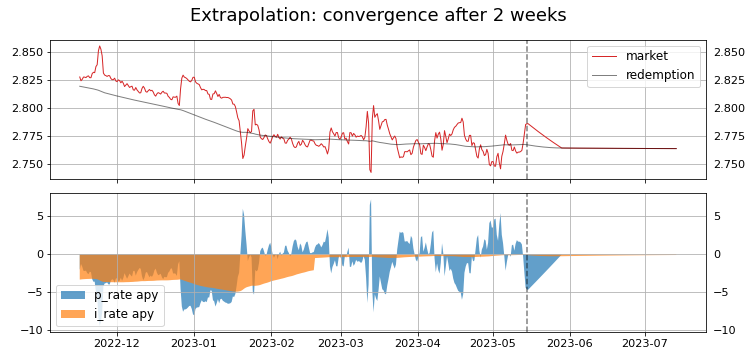 Extrapolation: convergence after 2 weeks
2.850 2.850
market
2.825 2.825
redemption
2.800 2.800
2.775 2.775
2.750 2.750
5 5
0 0
−5 −5
p_rate apy
i_rate apy
−10 −10
2022-12 2023-01 2023-02 2023-03 2023-04 2023-05 2023-06 2023-07